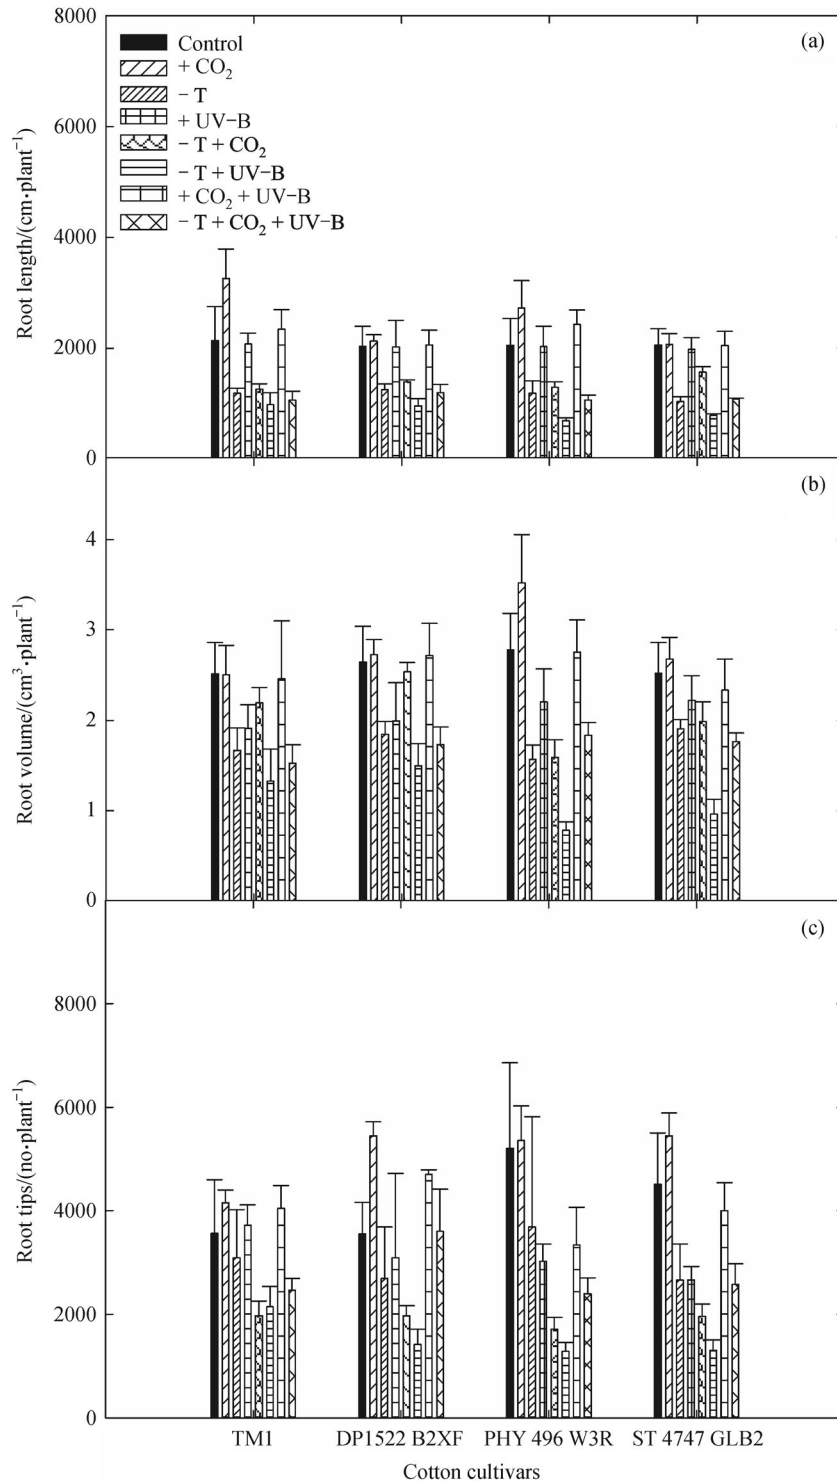 8000
(a)
Control
+ CO₂
− T
+ UV−B
− T + CO₂
− T + UV−B
+ CO₂ + UV−B
− T + CO₂ + UV−B
6000
4000
2000
0
Root length/(cm·plant⁻¹)
(b)
4
3
2
1
0
Root volume/(cm³·plant⁻¹)
(c)
8000
6000
4000
2000
0
Root tips/(no·plant⁻¹)
TM1 DP1522 B2XF PHY 496 W3R ST 4747 GLB2
Cotton cultivars